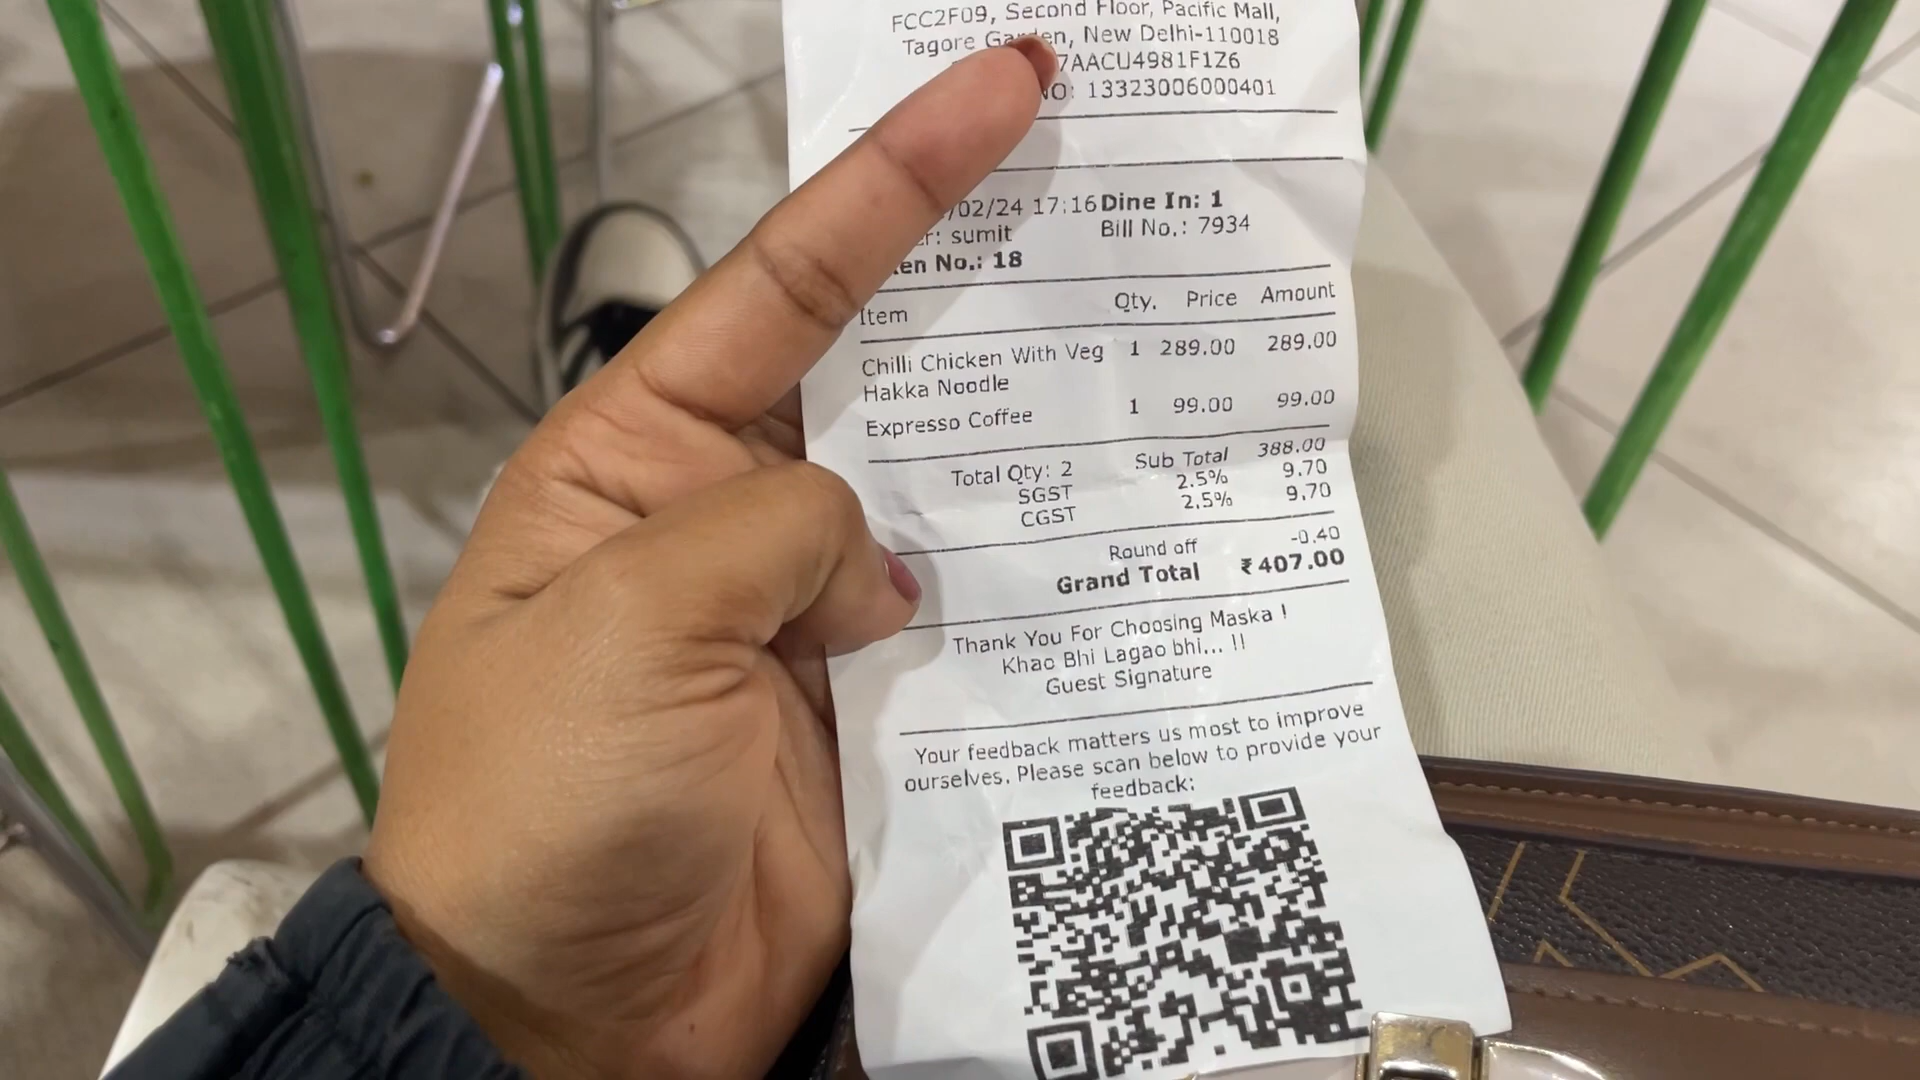 FCC2F09, Second Floor, Pacific Mall,
Tagore Garden, New Delhi-110018
7AACU4981F1Z6
NO: 13323006000401
/02/24 17:16 Dine In: 1
r: sumit Bill No.: 7934
en No.: 18
Item Qty. Price Amount
Chilli Chicken With Veg 1 289.00 289.00
Hakka Noodle
Expresso Coffee 1 99.00 99.00
Total Qty: 2 Sub Total 388.00
SGST 2.5% 9.70
CGST 2.5% 9.70
Round off -0.40
Grand Total ₹407.00
Thank You For Choosing Maska !
Khao Bhi Lagao bhi... !!
Guest Signature
Your feedback matters us most to improve
ourselves. Please scan below to provide your
feedback: